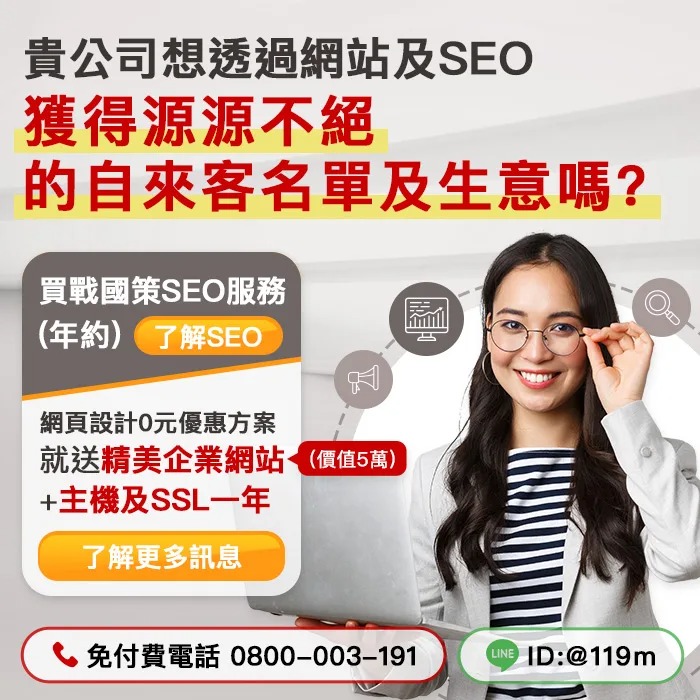 貴公司想透過網站及SEO
獲得源源不絕
的自來客名單及生意嗎?
買戰國策SEO服務
(年約) 了解SEO
網頁設計0元優惠方案
就送精美企業網站 (價值5萬)
+主機及SSL一年
了解更多訊息
免付費電話 0800-003-191
LINE ID:@119m